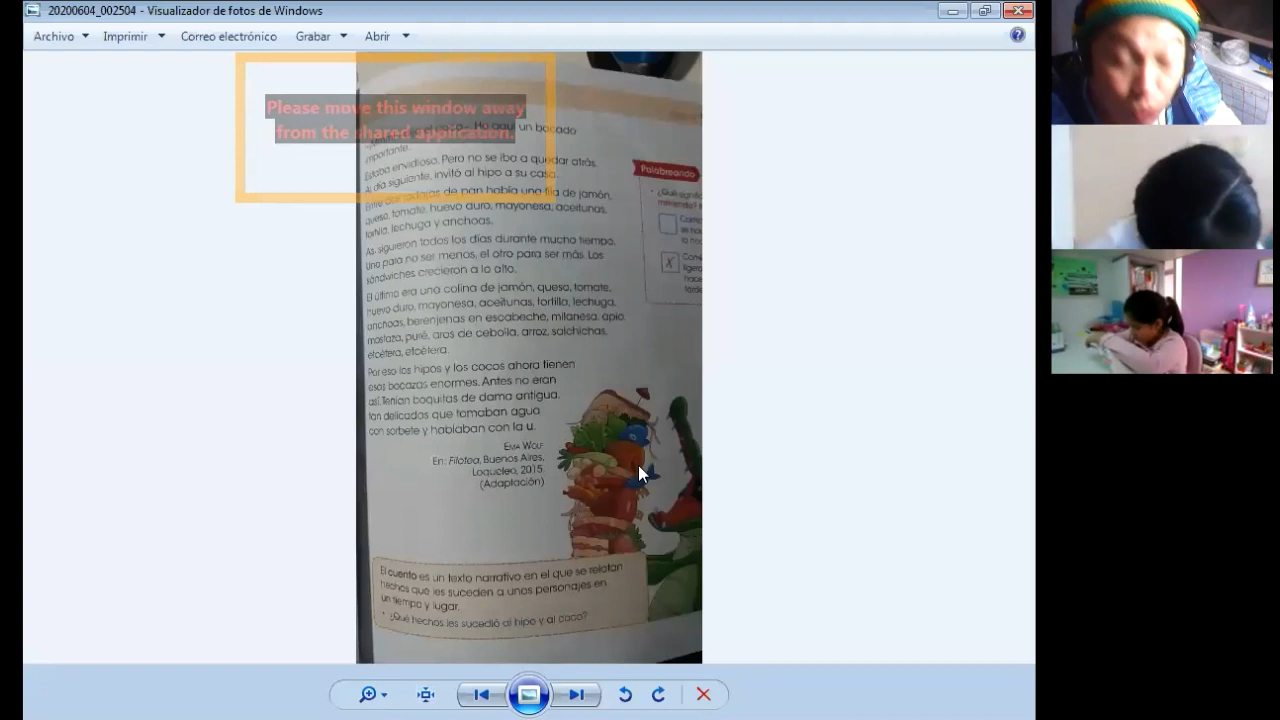 20200604_002504 - Visualizador de fotos de Windows
Archivo Imprimir Correo electrónico Grabar Abrir
Please move this window away
from the shared application.
un bocado
importante.
Estaba envidiosa. Pero no se iba a quedar atrás.
Al día siguiente, invitó al hipo a su casa.
Entre dos rodajas de pan había una fila de jamón,
queso, tomate, huevo duro, mayonesa, aceitunas,
tortilla, lechuga y anchoas.
Así siguieron todos los días durante mucho tiempo.
Uno para no ser menos, el otro para ser más. Los
sándwiches crecieron a lo alto.
El último era una colina de jamón, queso, tomate,
huevo duro, mayonesa, aceitunas, tortilla, lechuga,
anchoas, berenjenas en escabeche, milanesa, apio,
mostaza, puré, aros de cebolla, arroz, salchichas,
etcétera, etcétera.
Por eso los hipos y los cocos ahora tienen
esas bocazas enormes. Antes no eran
así. Tenían boquitas de dama antigua,
tan delicadas que tomaban agua
con sorbete y hablaban con la u.
Ema Wolf
En: Filotea, Buenos Aires,
Loqueleo, 2015.
(Adaptación)
Palabreando
El cuento es un texto narrativo en el que se relatan
hechos que les suceden a unos personajes en
un tiempo y lugar.
• ¿Qué hechos les sucedió al hipo y al coco?
X